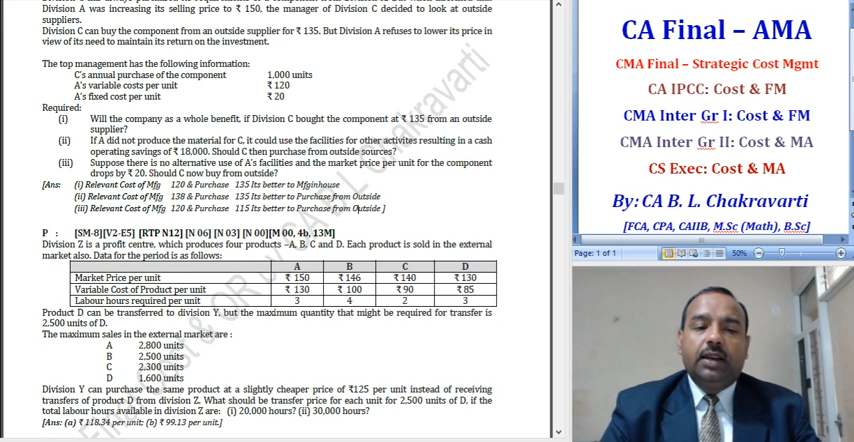 Division A was increasing its selling price to ₹ 150, the manager of Division C decided to look at outside
suppliers.
Division C can buy the component from an outside supplier for ₹ 135. But Division A refuses to lower its price in
view of its need to maintain its return on the investment.
The top management has the following information:
C's annual purchase of the component 1,000 units
A's variable costs per unit ₹ 120
A's fixed cost per unit ₹ 20
Required:
(i) Will the company as a whole benefit, if Division C bought the component at ₹ 135 from an outside
supplier?
(ii) If A did not produce the material for C, it could use the facilities for other activites resulting in a cash
operating savings of ₹ 18,000. Should C then purchase from outside sources?
(iii) Suppose there is no alternative use of A's facilities and the market price per unit for the component
drops by ₹ 20. Should C now buy from outside?
[Ans: (i) Relevant Cost of Mfg 120 & Purchase 135 Its better to Mfginhouse
(ii) Relevant Cost of Mfg 138 & Purchase 135 Its better to Purchase from Outside
(iii) Relevant Cost of Mfg 120 & Purchase 115 Its better to Purchase from Outside ]
P : [SM-8][V2-E5] [RTP N12] [N 06] [N 03] [N 00][M 00, 4b, 13M]
Division Z is a profit centre, which produces four products –A, B, C and D. Each product is sold in the external
market also. Data for the period is as follows:
A B C D
Market Price per unit ₹ 150 ₹ 146 ₹ 140 ₹ 130
Variable Cost of Product per unit ₹ 130 ₹ 100 ₹ 90 ₹ 85
Labour hours required per unit 3 4 2 3
Product D can be transferred to division Y, but the maximum quantity that might be required for transfer is
2,500 units of D.
The maximum sales in the external market are :
A 2,800 units
B 2,500 units
C 2,300 units
D 1,600 units
Division Y can purchase the same product at a slightly cheaper price of ₹125 per unit instead of receiving
transfers of product D from division Z. What should be transfer price for each unit for 2,500 units of D, if the
total labour hours available in division Z are: (i) 20,000 hours? (ii) 30,000 hours?
[Ans: (a) ₹ 118.34 per unit; (b) ₹ 99.13 per unit.]
CA Final – AMA
CMA Final – Strategic Cost Mgmt
CA IPCC: Cost & FM
CMA Inter Gr I: Cost & FM
CMA Inter Gr II: Cost & MA
CS Exec: Cost & MA
By: CA B. L. Chakravarti
[FCA, CPA, CAIIB, M.Sc (Math), B.Sc]
Page: 1 of 1
50%